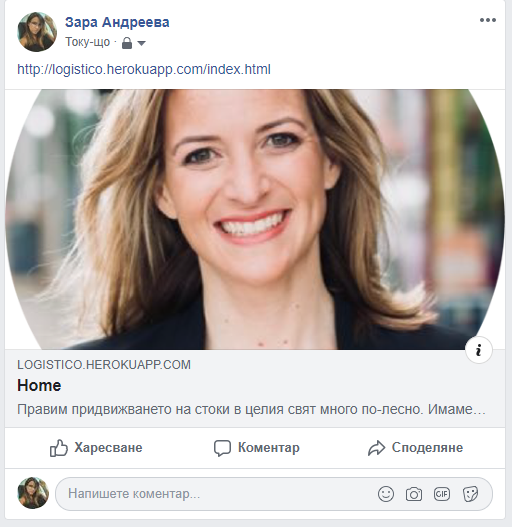 Зара Андреева
Току-що ·
http://logistico.herokuapp.com/index.html
i
LOGISTICO.HEROKUAPP.COM
Home
Правим придвижването на стоки в целия свят много по-лесно. Имаме…
Харесване Коментар Споделяне
Напишете коментар... GIF